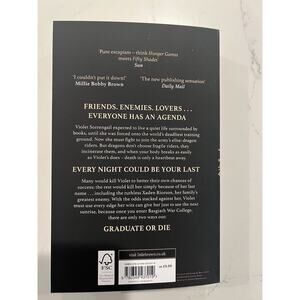 'Pure escapism – think Hunger Games
meets Fifty Shades'
Sun
'I couldn't put it down!'
Millie Bobby Brown
'The new publishing sensation'
Daily Mail
FRIENDS. ENEMIES. LOVERS . . .
EVERYONE HAS AN AGENDA
Violet Sorrengail expected to live a quiet life surrounded by
books, until she was forced into the world's deadliest training
ground. Now she must fight to join the army's elite: dragon
riders. But dragons don't choose fragile riders, they
incinerate them, and when your body breaks as easily
as Violet's does – death is only a heartbeat away.
EVERY NIGHT COULD BE YOUR LAST
Many would kill Violet to better their own chances of
success; the rest would kill her simply because of her last
name . . . including the ruthless Xaden Riorson, her family's
greatest enemy. With the odds stacked against her, Violet
must use every edge her wits can give her just to see the next
sunrise, because once you enter Basgiath War College,
there are only two ways out:
GRADUATE OR DIE
visit littlebrown.co.uk
FSC